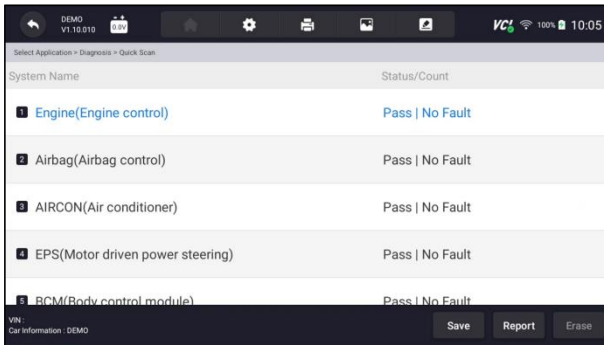 DEMO
V1.10.010
0.0V
VCI
100%
10:05
Select Application > Diagnosis > Quick Scan
System Name Status/Count
1 Engine(Engine control) Pass | No Fault
2 Airbag(Airbag control) Pass | No Fault
3 AIRCON(Air conditioner) Pass | No Fault
4 EPS(Motor driven power steering) Pass | No Fault
5 BCM(Body control module) Pass | No Fault
VIN :
Car Information : DEMO
Save Report Erase